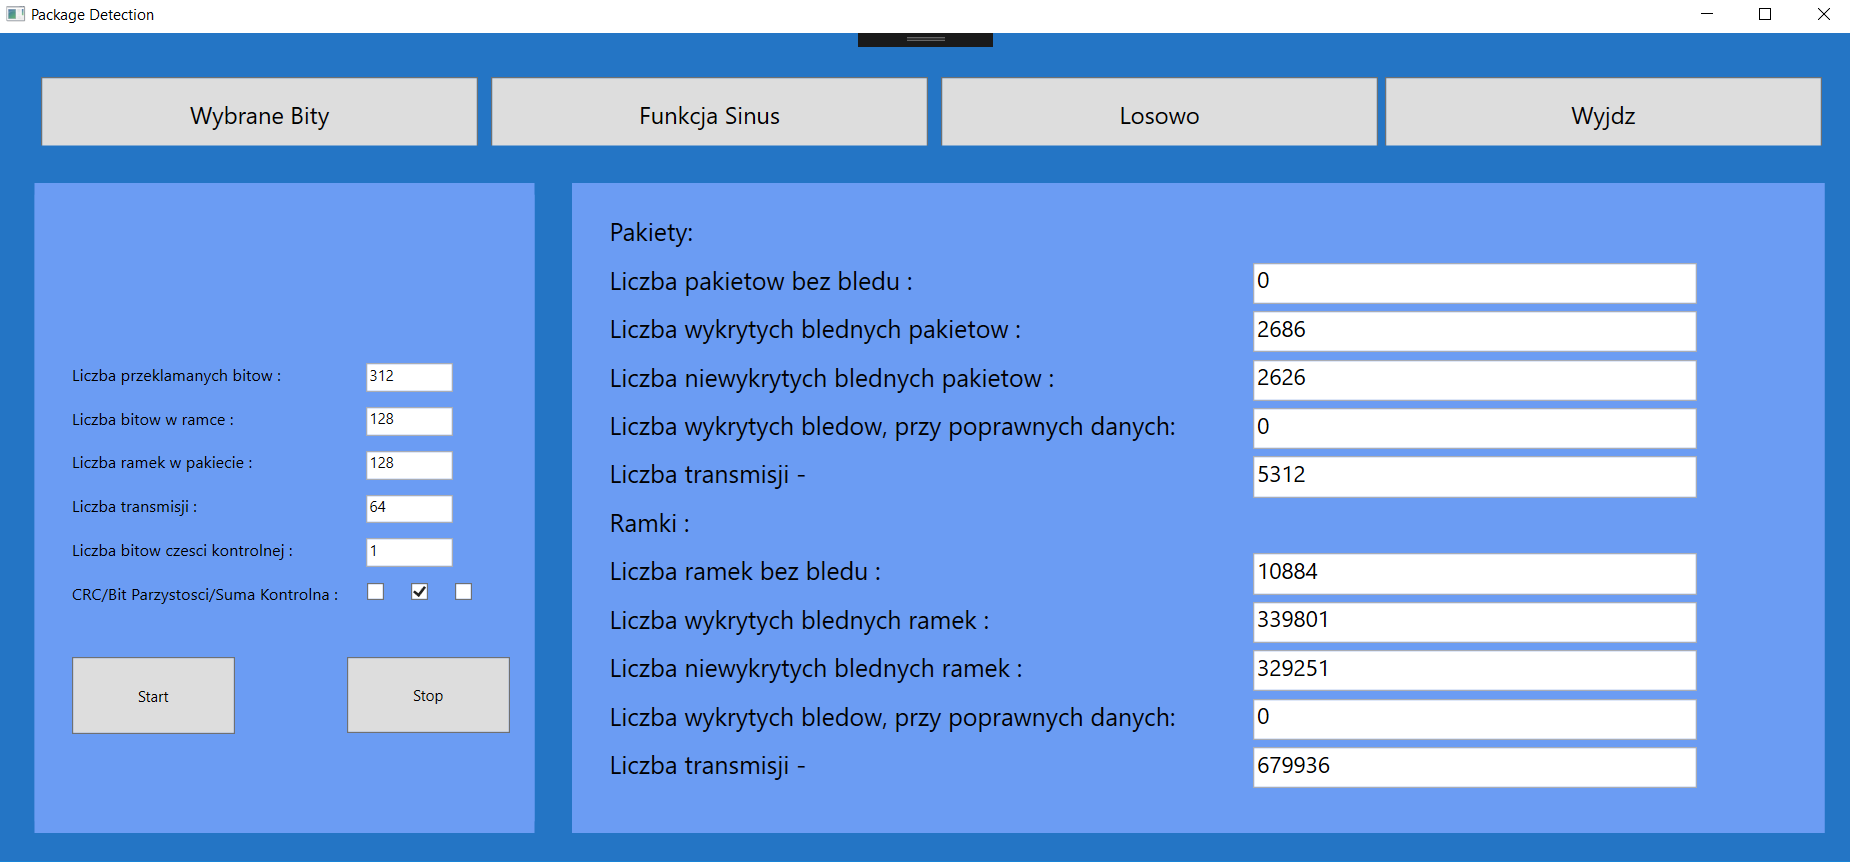 Package Detection
Wybrane Bity Funkcja Sinus Losowo Wyjdz
Liczba przeklamanych bitow : 312
Liczba bitow w ramce : 128
Liczba ramek w pakiecie : 128
Liczba transmisji : 64
Liczba bitow czesci kontrolnej : 1
CRC/Bit Parzystosci/Suma Kontrolna :
Start Stop
Pakiety:
Liczba pakietow bez bledu : 0
Liczba wykrytych blednych pakietow : 2686
Liczba niewykrytych blednych pakietow : 2626
Liczba wykrytych bledow, przy poprawnych danych: 0
Liczba transmisji - 5312
Ramki :
Liczba ramek bez bledu : 10884
Liczba wykrytych blednych ramek : 339801
Liczba niewykrytych blednych ramek : 329251
Liczba wykrytych bledow, przy poprawnych danych: 0
Liczba transmisji - 679936